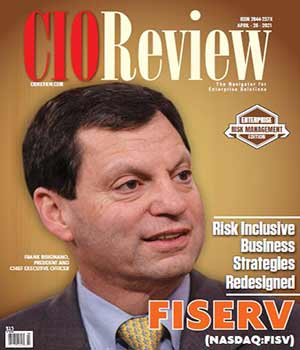 ISSN 2644-237X
APRIL - 28 - 2021
CIOReview
CIOREVIEW.COM
The Navigator for
Enterprise Solutions
ENTERPRISE
RISK MANAGEMENT
EDITION
FRANK BISIGNANO,
PRESIDENT AND
CHIEF EXECUTIVE OFFICER
Risk Inclusive
Business
Strategies
Redesigned
FISERV
(NASDAQ:FISV)
$15